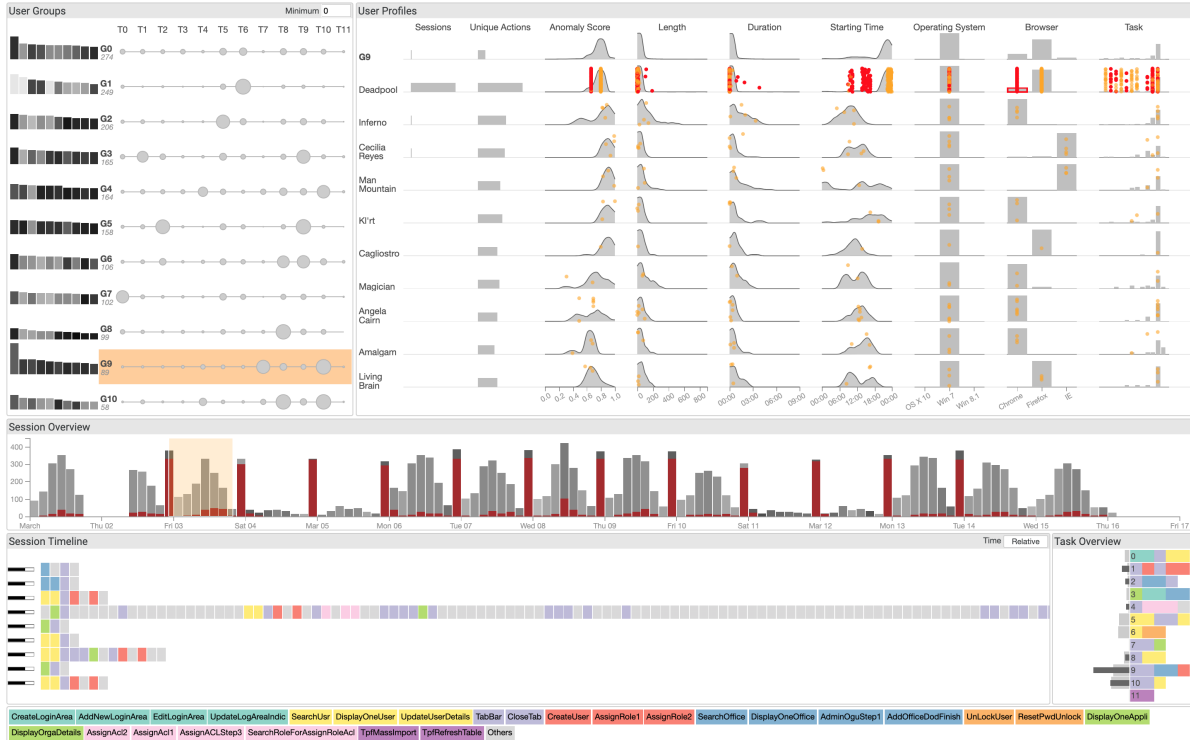 User Groups
Minimum 0
T0 T1 T2 T3 T4 T5 T6 T7 T8 T9 T10 T11
G0
274
G1
249
G2
206
G3
165
G4
164
G5
158
G6
106
G7
102
G8
99
G9
89
G10
58
User Profiles
Sessions Unique Actions Anomaly Score Length Duration Starting Time Operating System Browser Task
G9
Deadpool
Inferno
Cecilia
Reyes
Man
Mountain
Kl'rt
Cagliostro
Magician
Angela
Cairn
Amalgam
Living
Brain
0.0 0.2 0.4 0.6 0.8 1.0
0 200 400 600 800
00:00 03:00 06:00 09:00
00:00 06:00 12:00 18:00 00:00
OS X 10 Win 7 Win 8.1
Chrome Firefox IE
Session Overview
400
300
200
100
0
March Thu 02 Fri 03 Sat 04 Mar 05 Mon 06 Tue 07 Wed 08 Thu 09 Fri 10 Sat 11 Mar 12 Mon 13 Tue 14 Wed 15 Thu 16 Fri 17
Session Timeline
Time Relative
Task Overview
0
1
2
3
4
5
6
7
8
9
10
11
CreateLoginArea AddNewLoginArea EditLoginArea UpdateLogAreaIndic SearchUsr DisplayOneUser UpdateUserDetails TabBar CloseTab CreateUser AssignRole1 AssignRole2 SearchOffice DisplayOneOffice AdminOguStep1 AddOfficeDodFinish UnLockUser ResetPwdUnlock DisplayOneAppli
DisplayOrgaDetails AssignAcl2 AssignAcl1 AssignACLStep3 SearchRoleForAssignRoleAcl TpfMassImport TpfRefreshTable Others